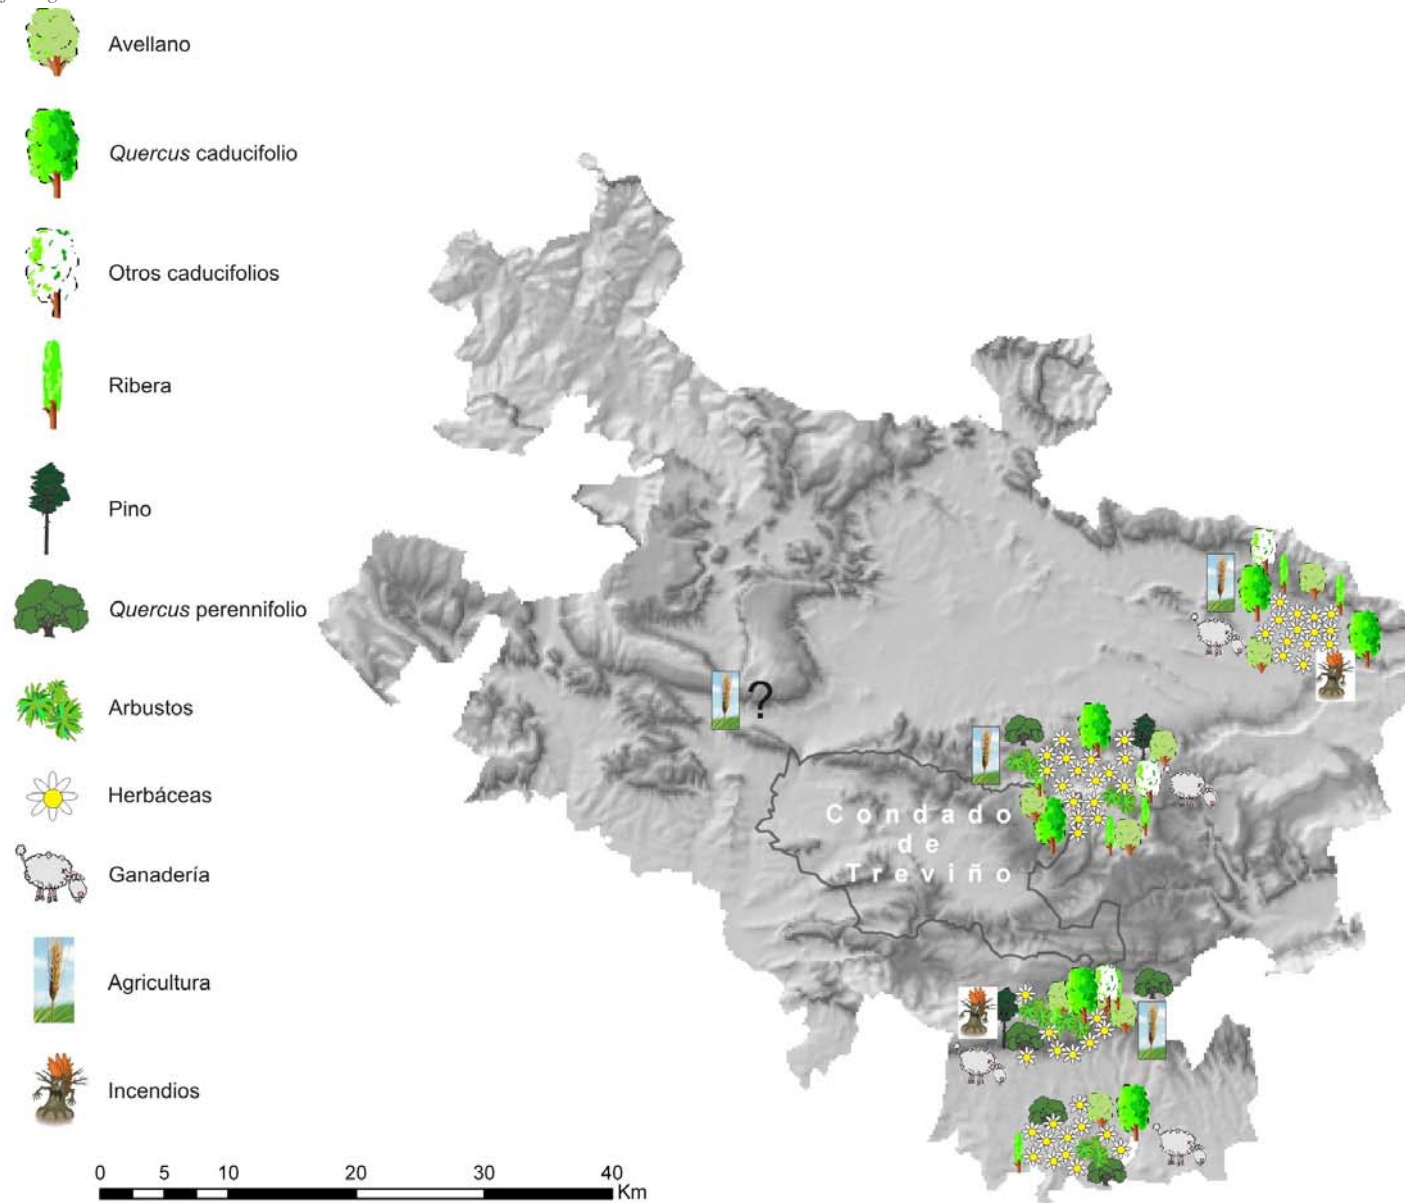 Avellano
Quercus caducifolio
Otros caducifolios
Ribera
Pino
Quercus perennifolio
Arbustos
Herbáceas
Ganadería
Agricultura
Incendios
?
Condado
de
Treviño
0 5 10 20 30 40
Km